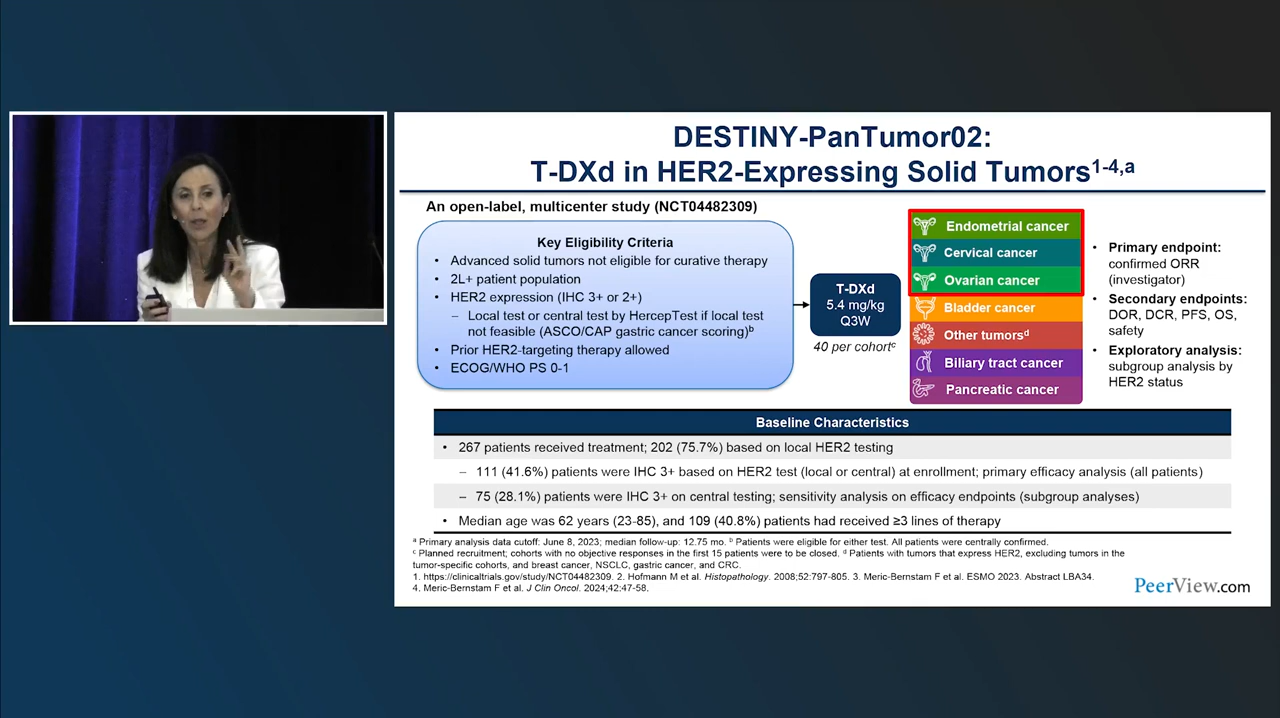 DESTINY-PanTumor02:
T-DXd in HER2-Expressing Solid Tumors1-4,a
An open-label, multicenter study (NCT04482309)
Key Eligibility Criteria
• Advanced solid tumors not eligible for curative therapy
• 2L+ patient population
• HER2 expression (IHC 3+ or 2+)
– Local test or central test by HercepTest if local test
not feasible (ASCO/CAP gastric cancer scoring)b
• Prior HER2-targeting therapy allowed
• ECOG/WHO PS 0-1
T-DXd
5.4 mg/kg
Q3W
40 per cohortc
Endometrial cancer
Cervical cancer
Ovarian cancer
Bladder cancer
Other tumorsd
Biliary tract cancer
Pancreatic cancer
• Primary endpoint:
confirmed ORR
(investigator)
• Secondary endpoints:
DOR, DCR, PFS, OS,
safety
• Exploratory analysis:
subgroup analysis by
HER2 status
Baseline Characteristics
• 267 patients received treatment; 202 (75.7%) based on local HER2 testing
– 111 (41.6%) patients were IHC 3+ based on HER2 test (local or central) at enrollment; primary efficacy analysis (all patients)
– 75 (28.1%) patients were IHC 3+ on central testing; sensitivity analysis on efficacy endpoints (subgroup analyses)
• Median age was 62 years (23-85), and 109 (40.8%) patients had received ≥3 lines of therapy
a Primary analysis data cutoff: June 8, 2023; median follow-up: 12.75 mo. b Patients were eligible for either test. All patients were centrally confirmed.
c Planned recruitment; cohorts with no objective responses in the first 15 patients were to be closed. d Patients with tumors that express HER2, excluding tumors in the
tumor-specific cohorts, and breast cancer, NSCLC, gastric cancer, and CRC.
1. https://clinicaltrials.gov/study/NCT04482309. 2. Hofmann M et al. Histopathology. 2008;52:797-805. 3. Meric-Bernstam F et al. ESMO 2023. Abstract LBA34.
4. Meric-Bernstam F et al. J Clin Oncol. 2024;42:47-58.
PeerView.com